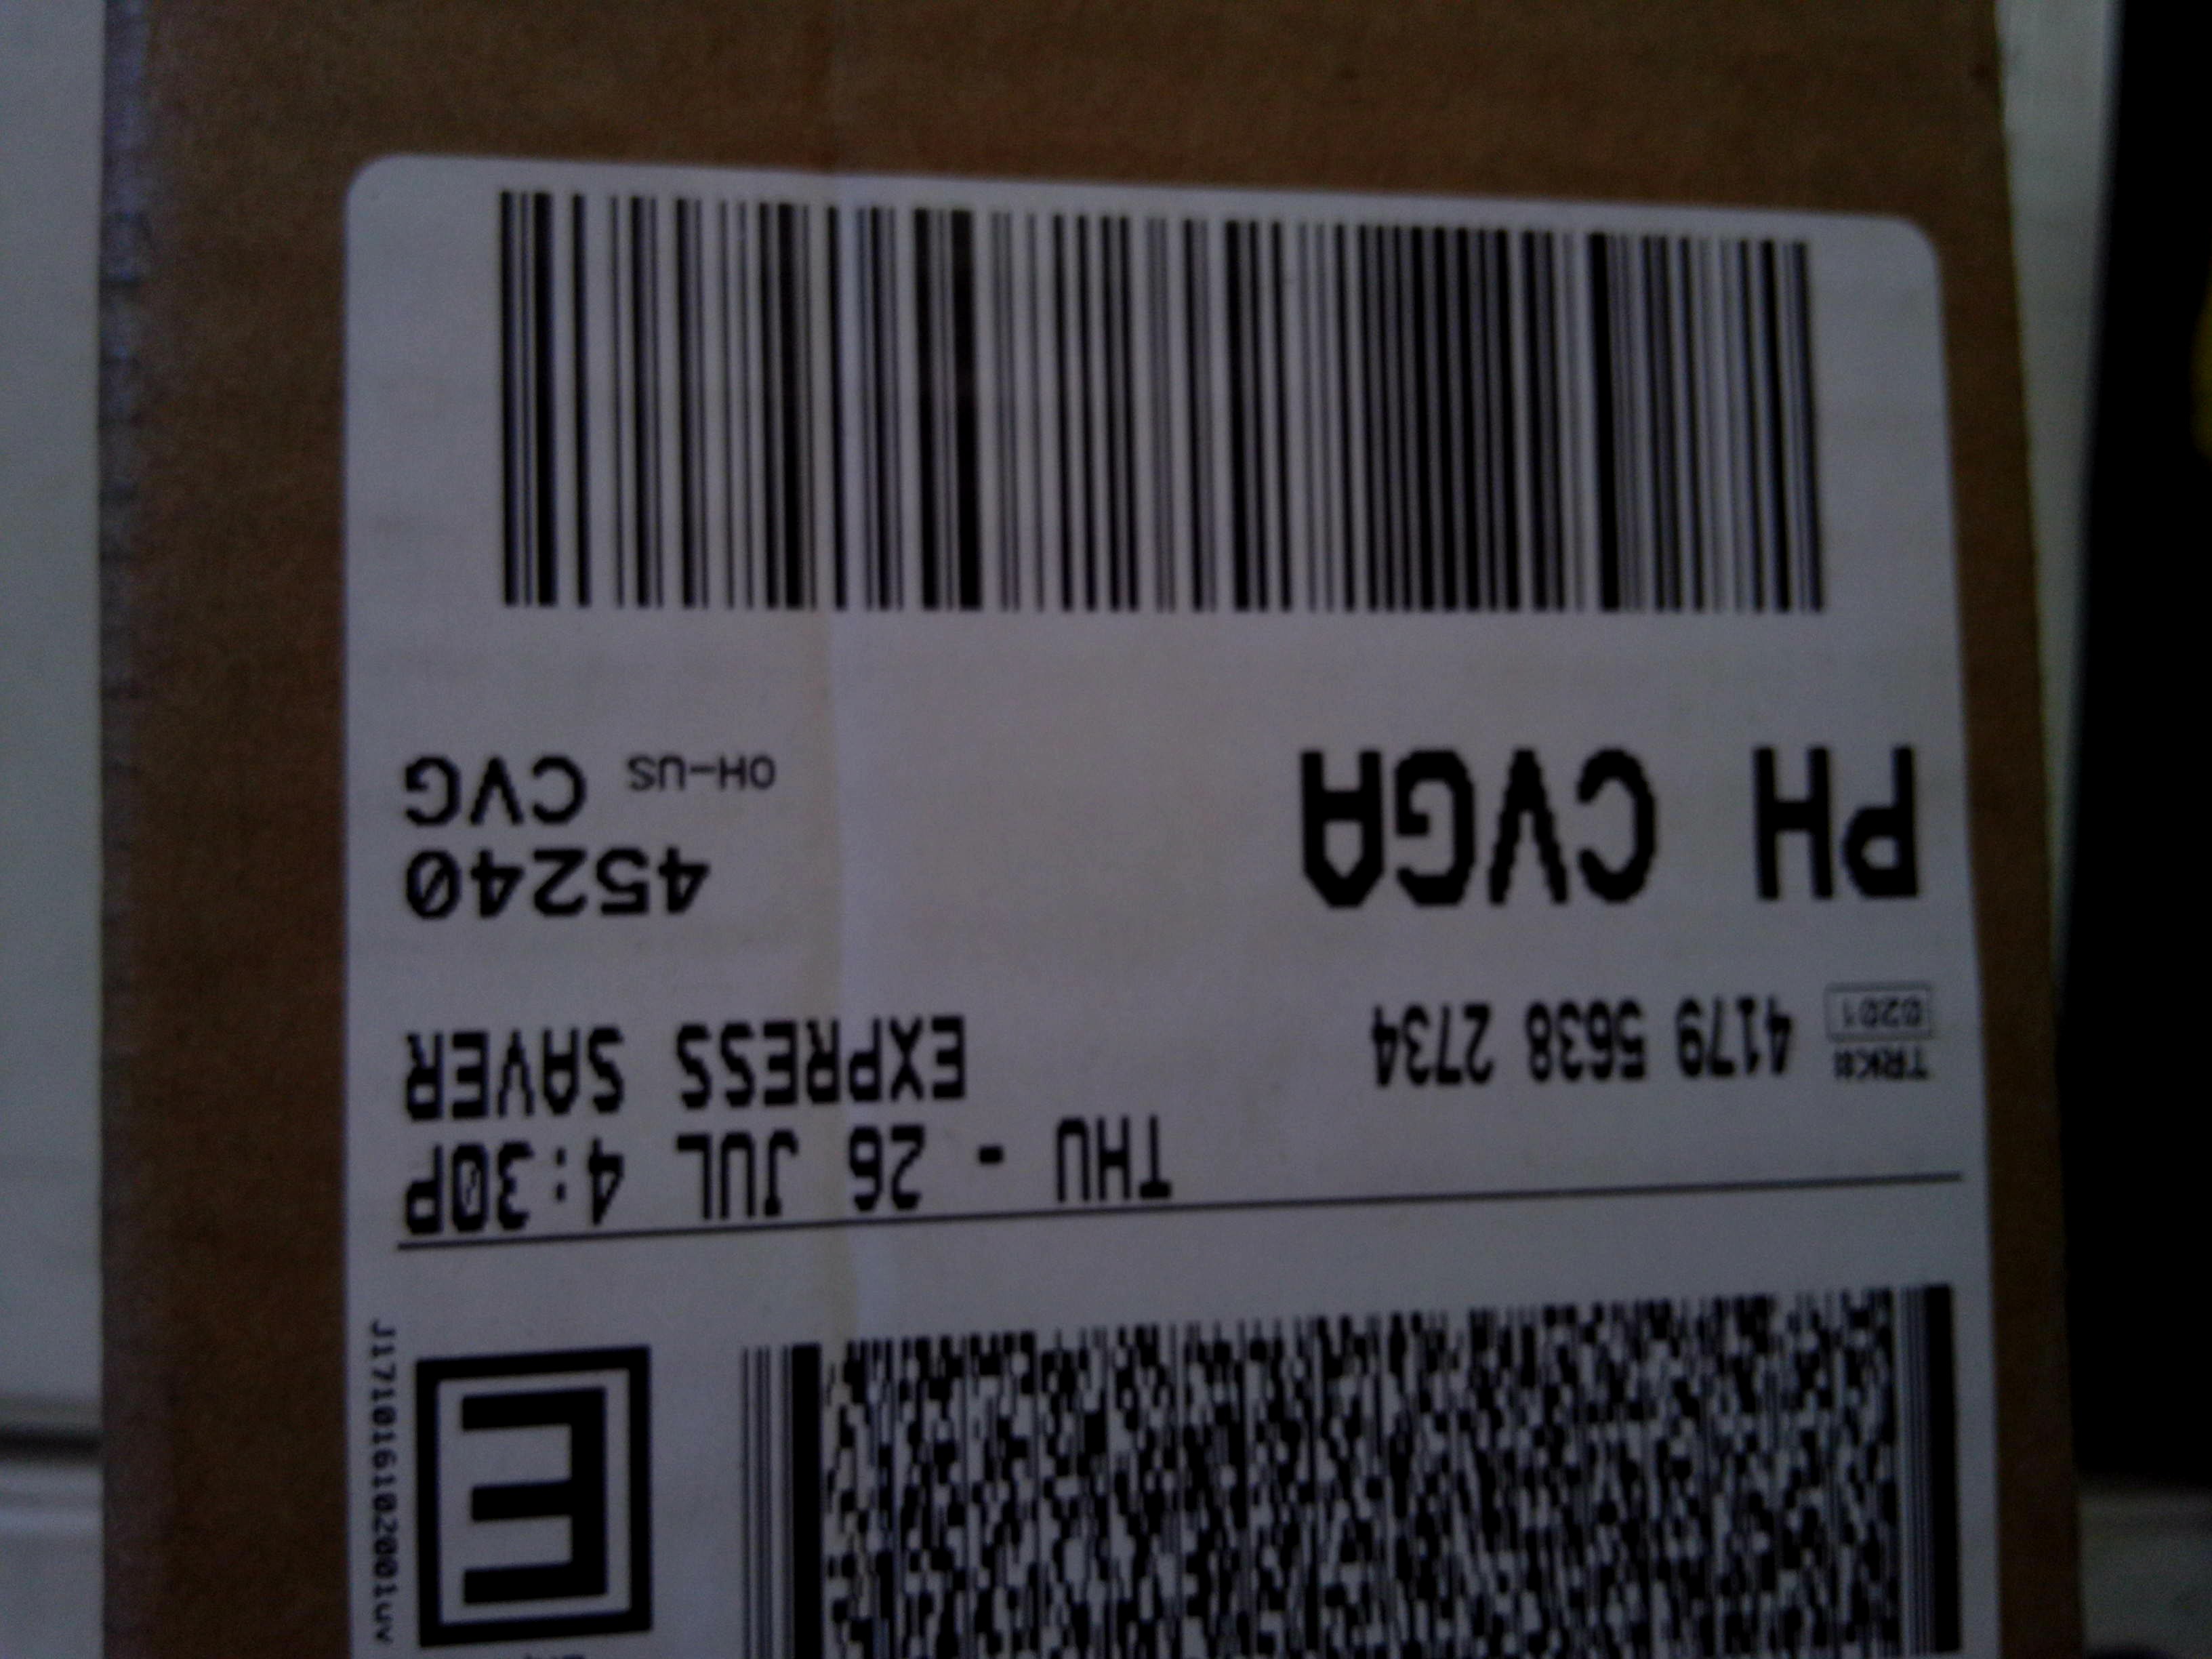 J171016102001uv
E
THU - 26 JUL 4:30P
TRK#
0201
4179 5638 2734
EXPRESS SAVER
PH CVGA
45240
OH-US
CVG